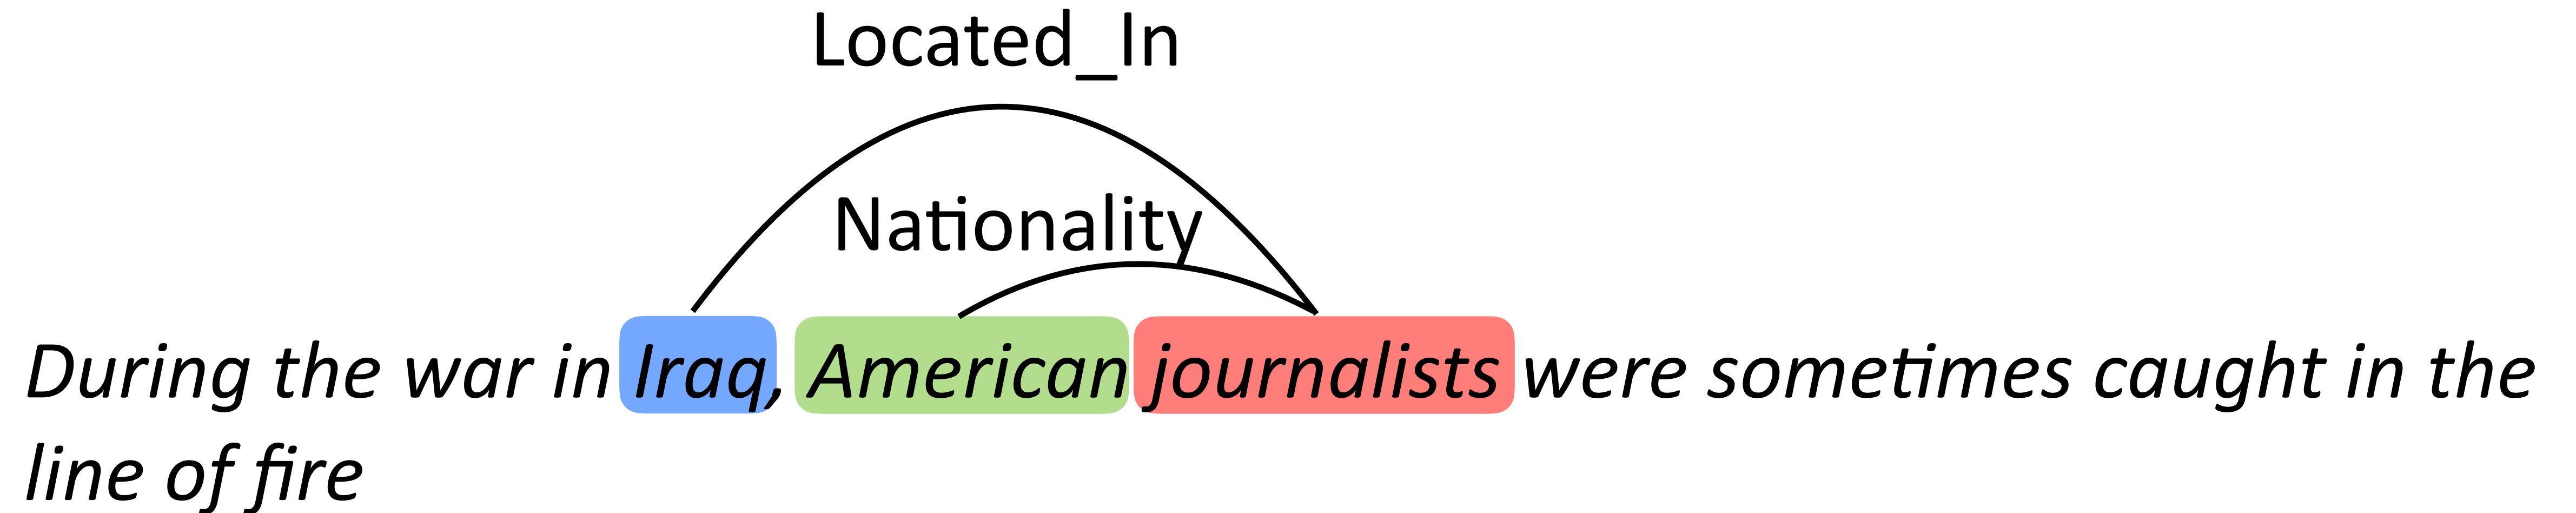 Located_In
Nationality
During the war in Iraq, American journalists were sometimes caught in the
line of fire